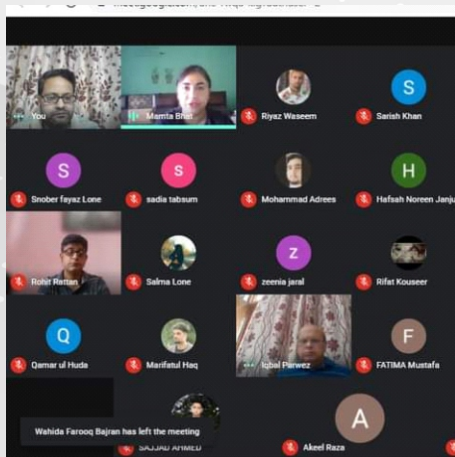 You
Mamta Bhat
Riyaz Waseem
S
Sarish Khan
S
Snober fayaz Lone
s
sadia tabsum
Mohammad Adrees
H
Hafsah Noreen Janju
Rohit Rattan
Salma Lone
z
zeenia jaral
Rifat Kouseer
Q
Qamar ul Huda
Marifatul Haq
Iqbal Parwez
F
FATIMA Mustafa
Wahida Farooq Bajran has left the meeting
SAJJAD AHMED
A
Akeel Raza